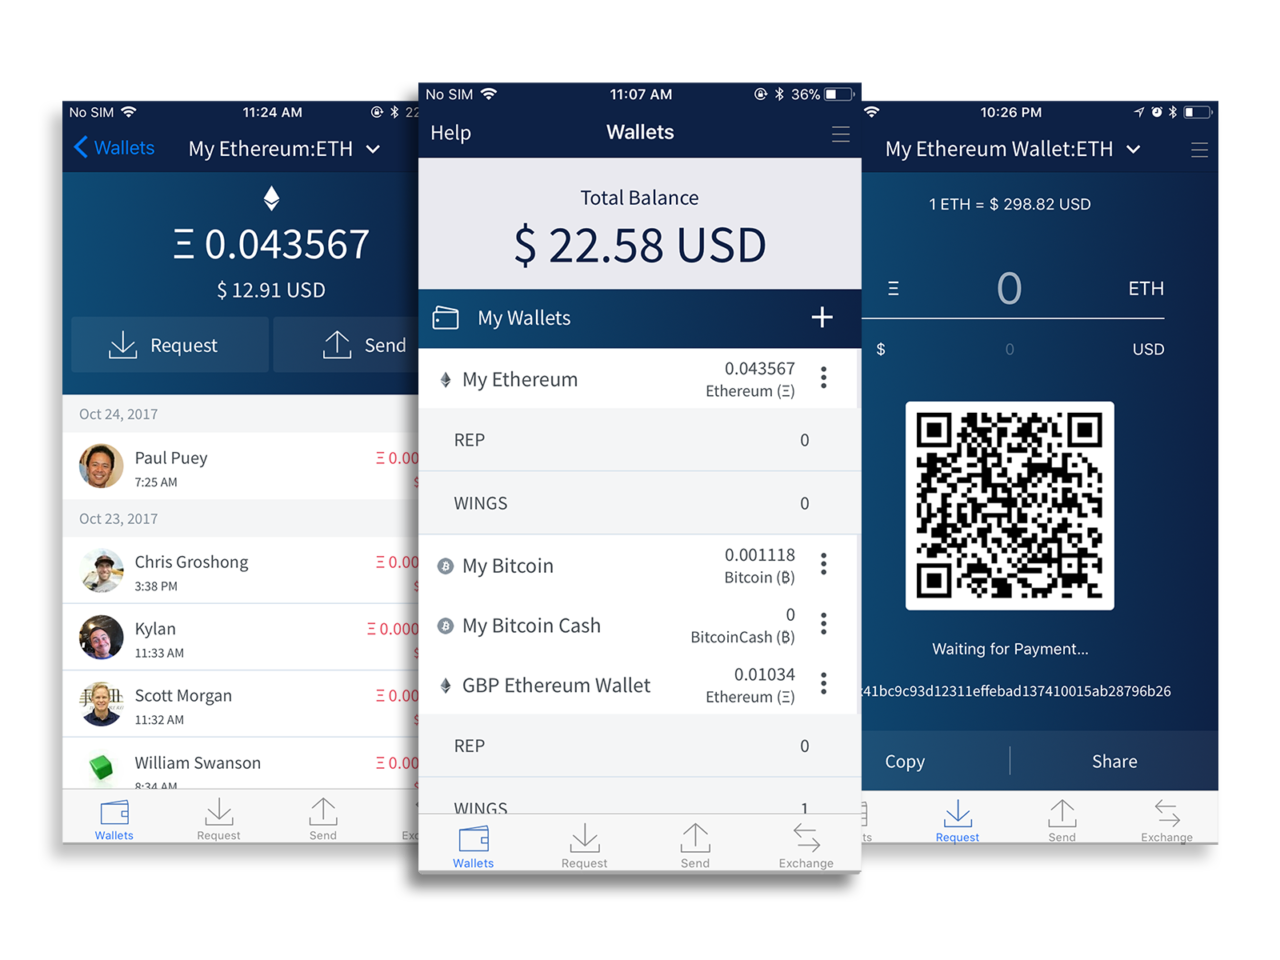 No SIM 11:24 AM 22
Wallets My Ethereum:ETH
Ξ 0.043567
$ 12.91 USD
Request Send
Oct 24, 2017
Paul Puey Ξ 0.00
7:25 AM $
Oct 23, 2017
Chris Groshong Ξ 0.00
3:38 PM $
Kylan Ξ 0.000
11:33 AM $
Scott Morgan Ξ 0.00
11:32 AM $
William Swanson Ξ 0.00
8:34 AM
Wallets Request Send Exc
No SIM 11:07 AM 36%
Help Wallets
Total Balance
$ 22.58 USD
My Wallets +
My Ethereum 0.043567
Ethereum (Ξ)
REP 0
WINGS 0
My Bitcoin 0.001118
Bitcoin (Ƀ)
My Bitcoin Cash 0
BitcoinCash (Ƀ)
GBP Ethereum Wallet 0.01034
Ethereum (Ξ)
REP 0
WINGS 1
Wallets Request Send Exchange
10:26 PM
My Ethereum Wallet:ETH
1 ETH = $ 298.82 USD
Ξ 0 ETH
$ 0 USD
Waiting for Payment...
41bc9c93d12311effebad137410015ab28796b26
Copy Share
ts Request Send Exchange